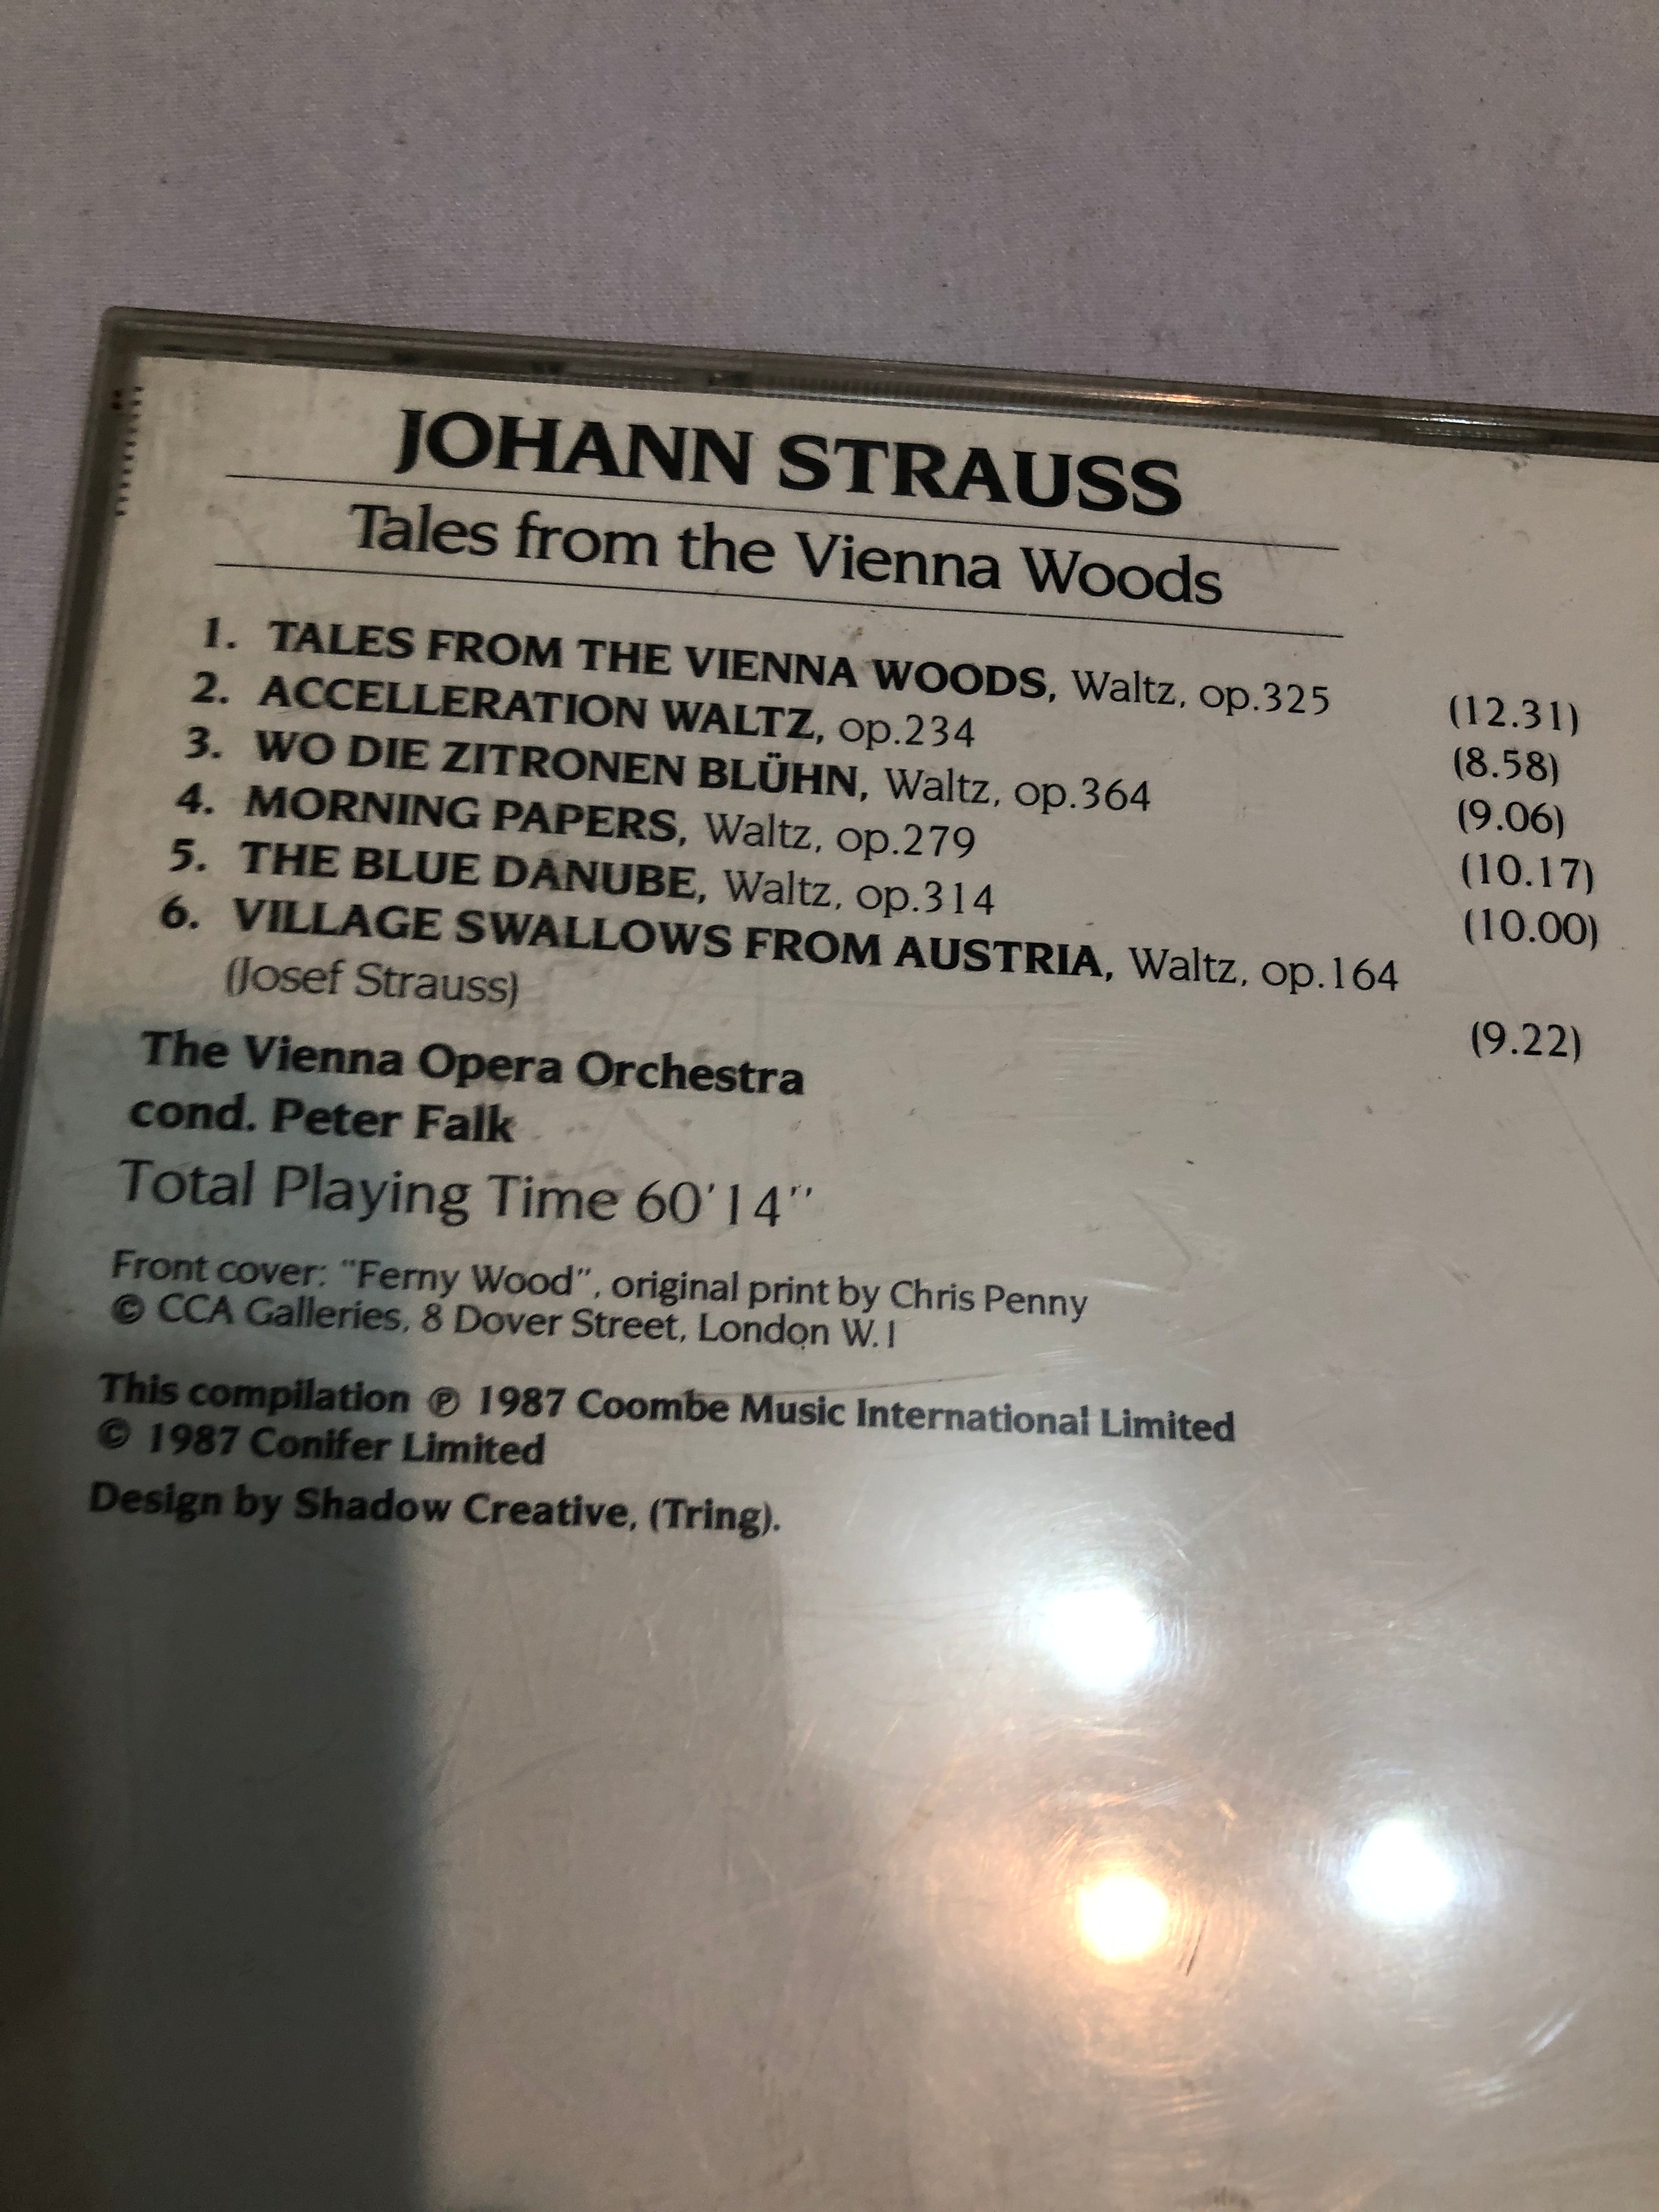 JOHANN STRAUSS
Tales from the Vienna Woods
1. TALES FROM THE VIENNA WOODS, Waltz, op.325 (12.31)
2. ACCELLERATION WALTZ, op.234 (8.58)
3. WO DIE ZITRONEN BLÜHN, Waltz, op.364 (9.06)
4. MORNING PAPERS, Waltz, op.279 (10.17)
5. THE BLUE DANUBE, Waltz, op.314 (10.00)
6. VILLAGE SWALLOWS FROM AUSTRIA, Waltz, op.164
(Josef Strauss) (9.22)
The Vienna Opera Orchestra
cond. Peter Falk
Total Playing Time 60'14''
Front cover: "Ferny Wood", original print by Chris Penny
© CCA Galleries, 8 Dover Street, London W.1
This compilation ℗ 1987 Coombe Music International Limited
© 1987 Conifer Limited
Design by Shadow Creative, (Tring).